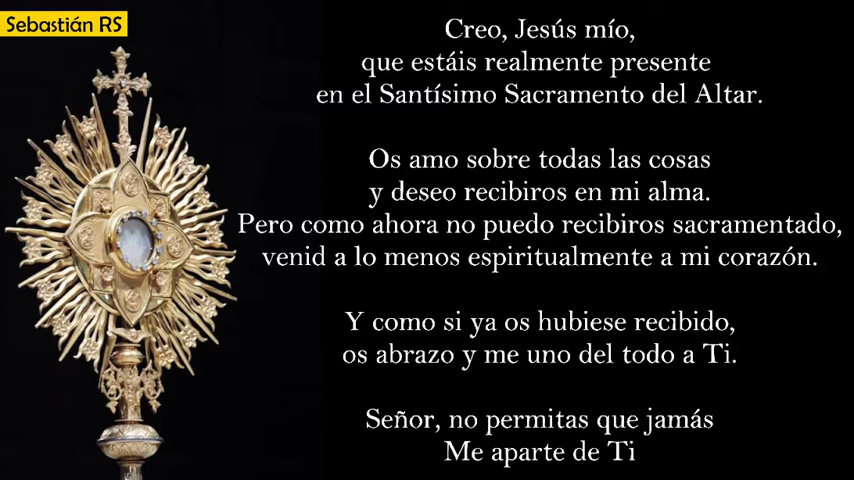 Sebastián RS
Creo, Jesús mío,
que estáis realmente presente
en el Santísimo Sacramento del Altar.
Os amo sobre todas las cosas
y deseo recibiros en mi alma.
Pero como ahora no puedo recibiros sacramentado,
venid a lo menos espiritualmente a mi corazón.
Y como si ya os hubiese recibido,
os abrazo y me uno del todo a Ti.
Señor, no permitas que jamás
Me aparte de Ti